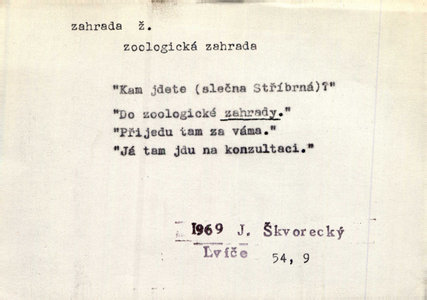 zahrada ž.
zoologická zahrada
"Kam jdete (slečna Stříbrná)?"
"Do zoologické zahrady."
"Přijedu tam za váma."
"Já tam jdu na konzultaci."
1969 J. Škvorecký
Lvíče 54, 9